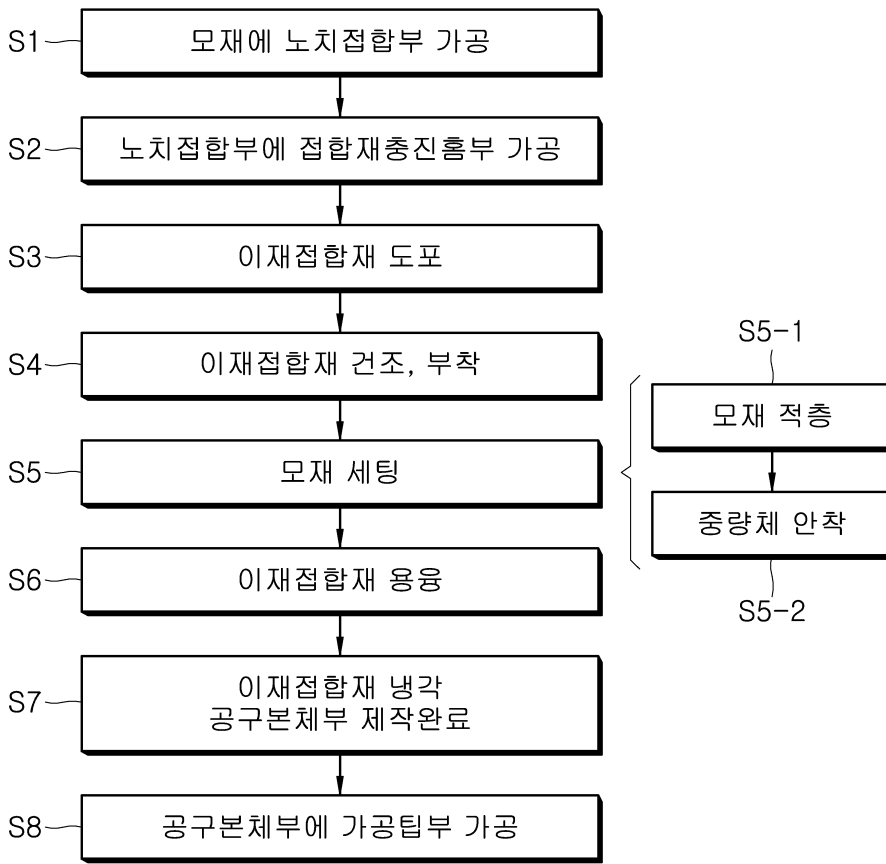 S1
모재에 노치접합부 가공
S2
노치접합부에 접합재충진홈부 가공
S3
이재접합재 도포
S4
이재접합재 건조, 부착
S5
모재 세팅
S5-1
모재 적층
중량체 안착
S5-2
S6
이재접합재 용융
S7
이재접합재 냉각
공구본체부 제작완료
S8
공구본체부에 가공팁부 가공